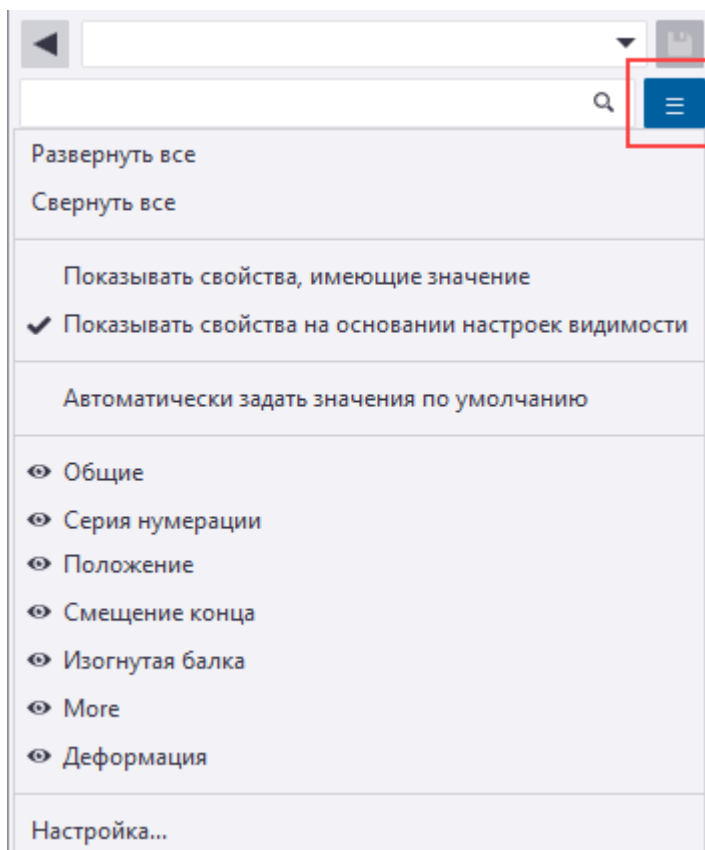 Развернуть все
Свернуть все
Показывать свойства, имеющие значение
Показывать свойства на основании настроек видимости
Автоматически задать значения по умолчанию
Общие
Серия нумерации
Положение
Смещение конца
Изогнутая балка
More
Деформация
Настройка...